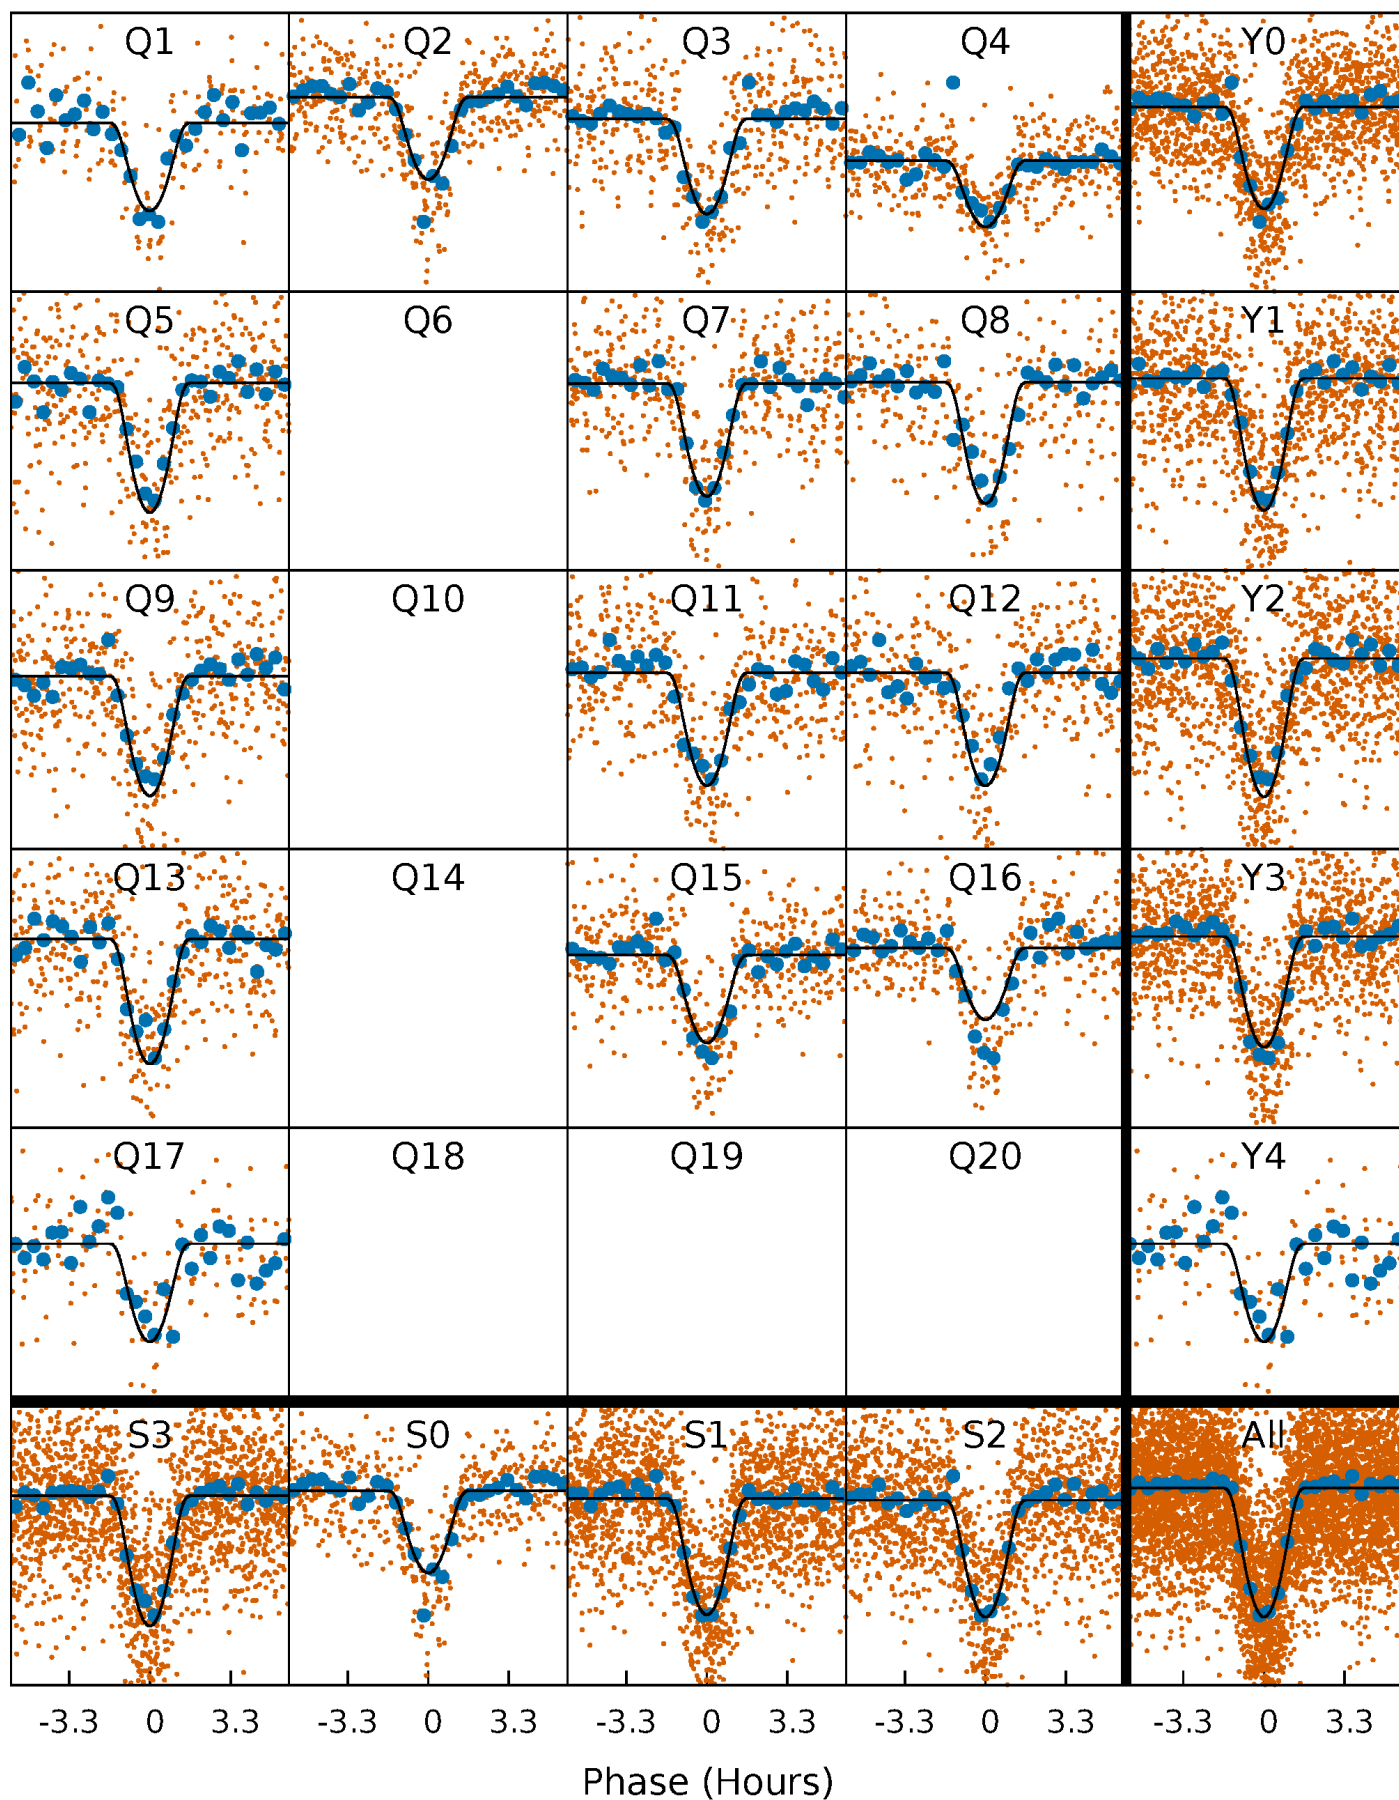 Q1 Q2 Q3 Q4 Y0
Q5 Q6 Q7 Q8 Y1
Q9 Q10 Q11 Q12 Y2
Q13 Q14 Q15 Q16 Y3
Q17 Q18 Q19 Q20 Y4
S3 S0 S1 S2 All
-3.3 0 3.3 -3.3 0 3.3 -3.3 0 3.3 -3.3 0 3.3 -3.3 0 3.3
Phase (Hours)